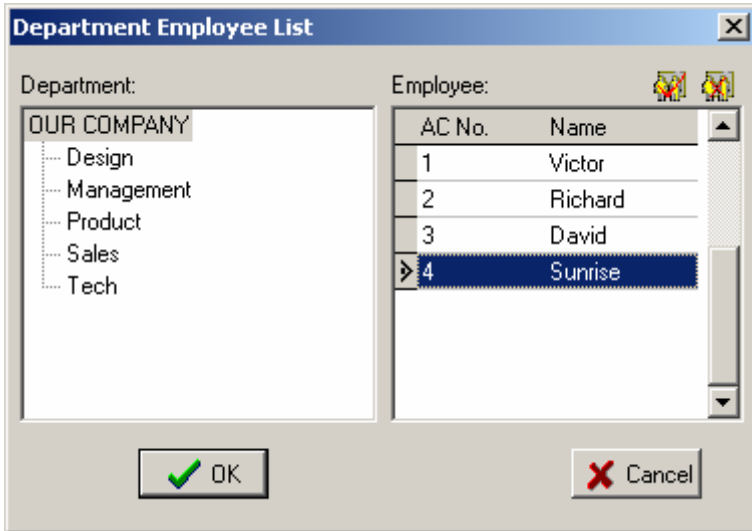 Department Employee List
Department:
OUR COMPANY
Design
Management
Product
Sales
Tech
Employee:
AC No. Name
1 Victor
2 Richard
3 David
4 Sunrise
OK
Cancel